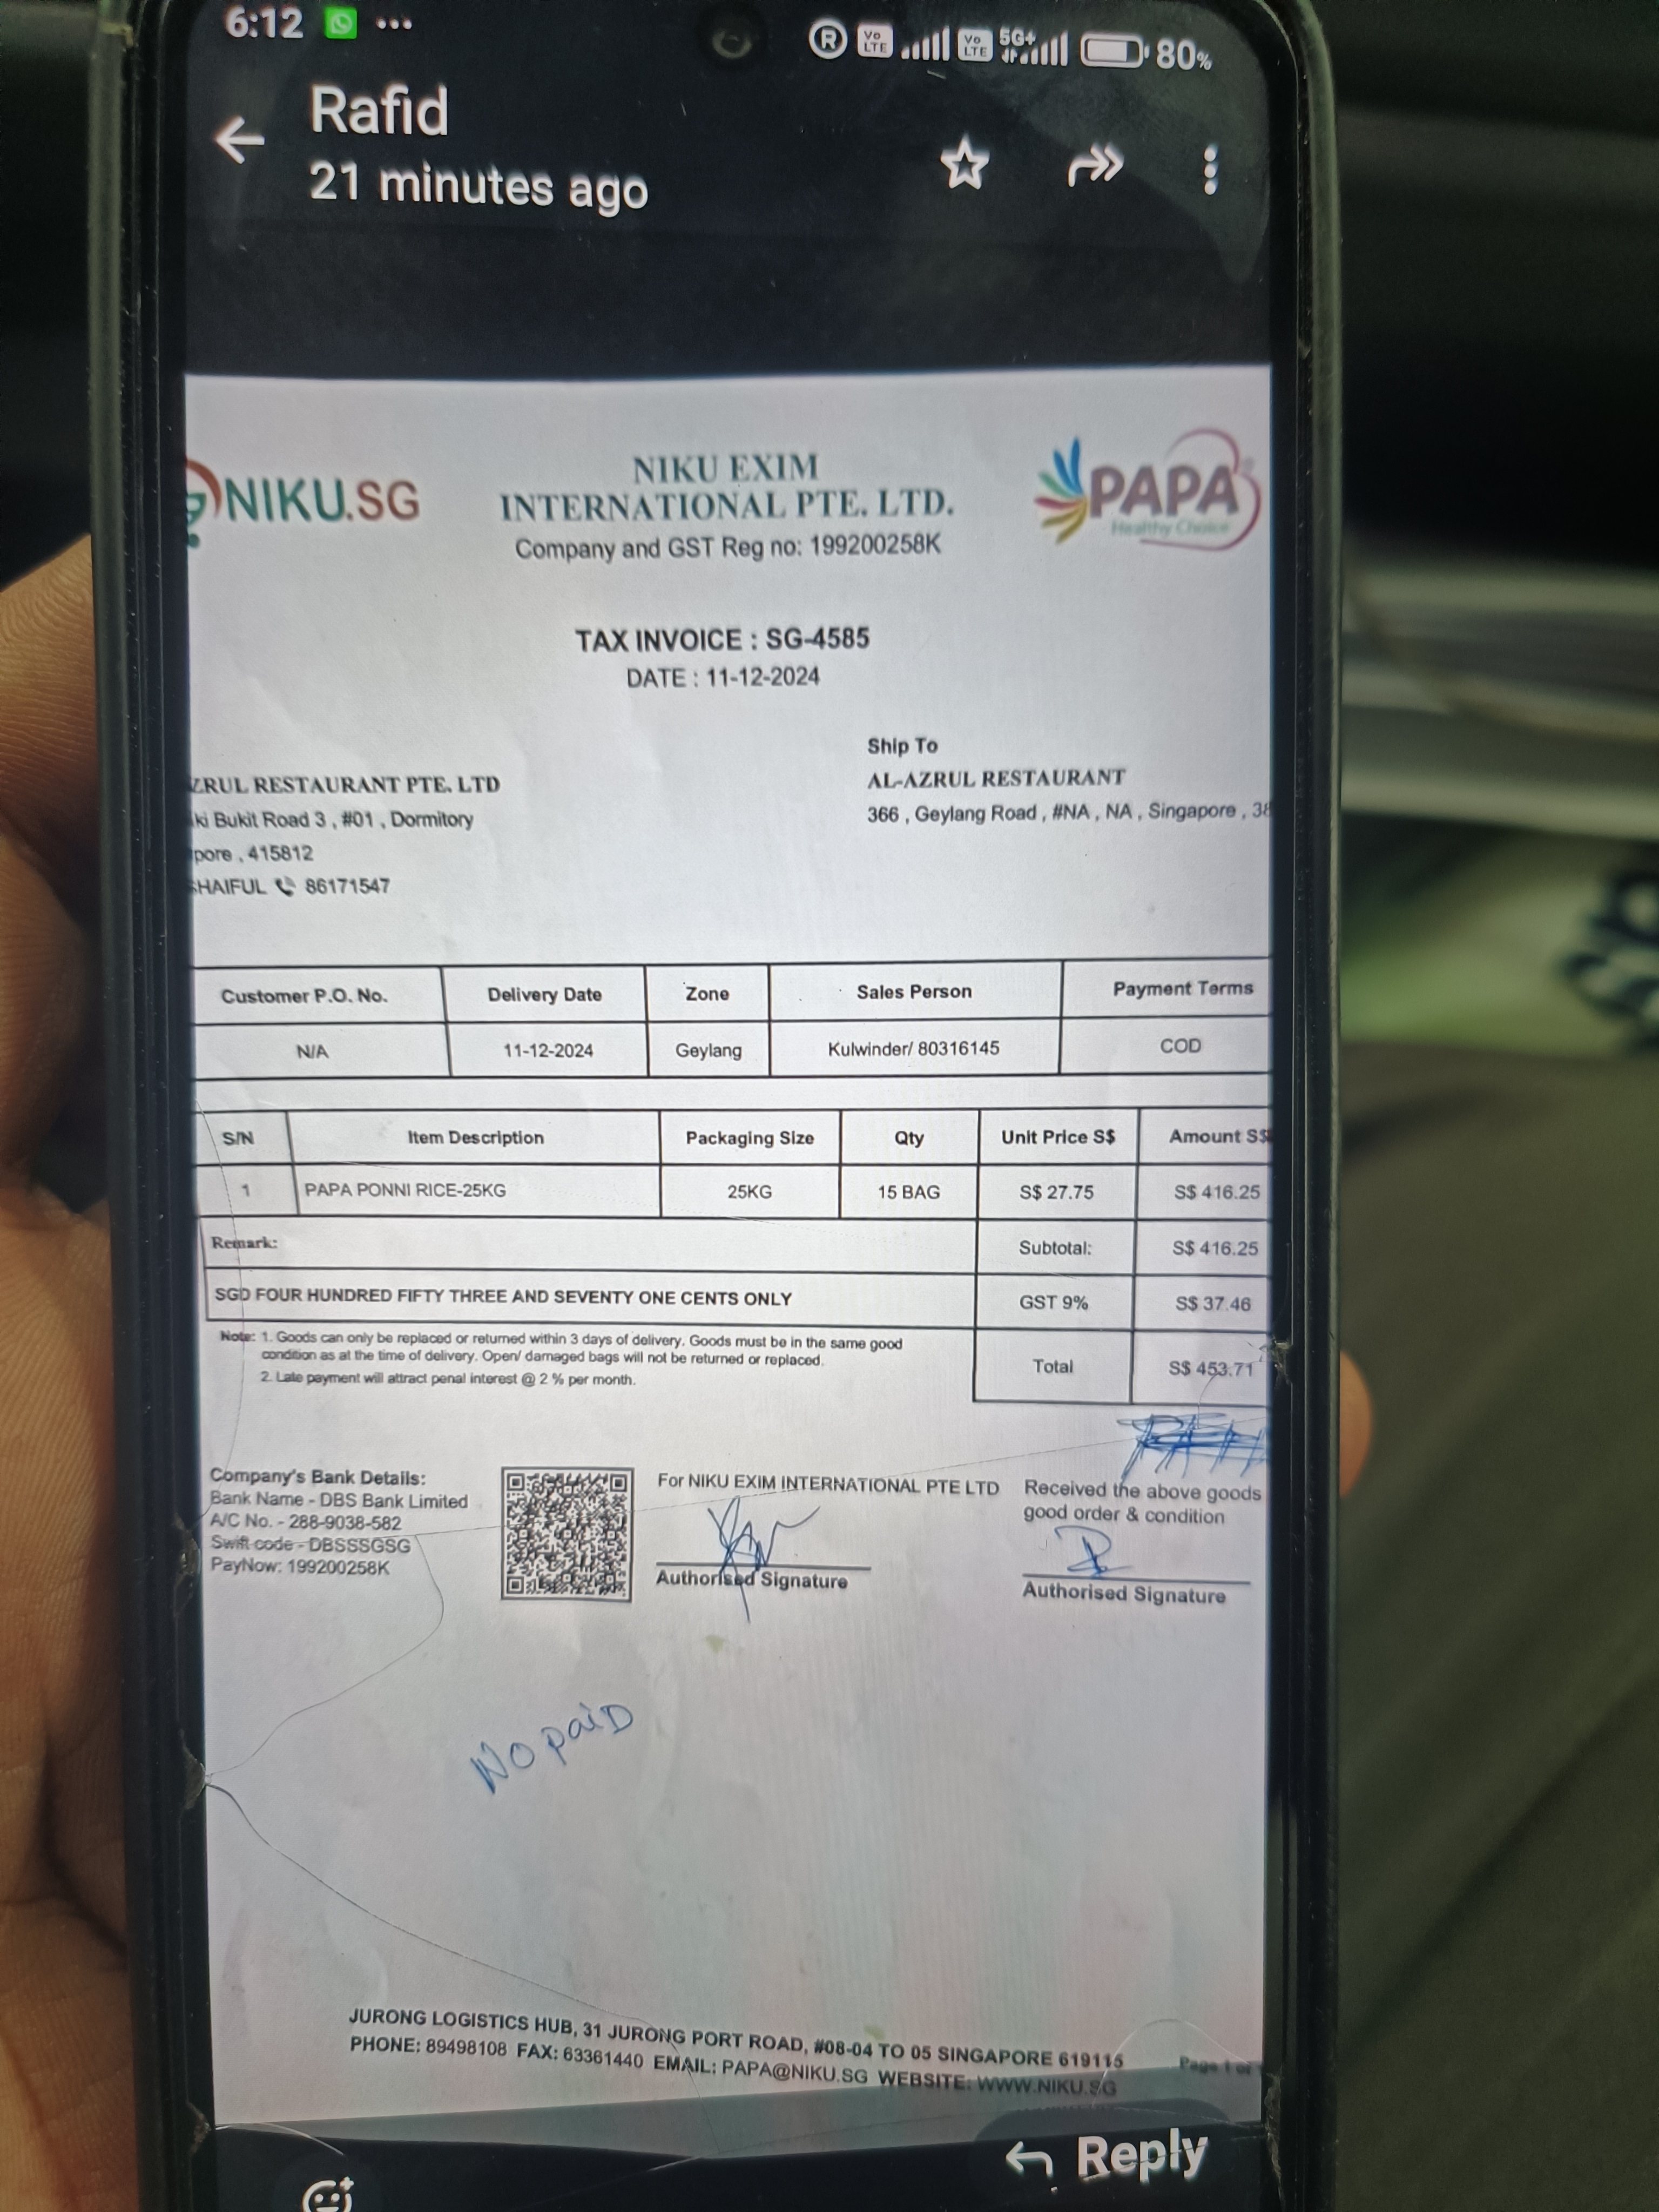 6:12 ... R Vo LTE Vo LTE 5G+ 80%
Rafid
21 minutes ago
NIKU.SG
NIKU EXIM
INTERNATIONAL PTE. LTD.
Company and GST Reg no: 199200258K
PAPA
Healthy Choice
TAX INVOICE : SG-4585
DATE : 11-12-2024
ZRUL RESTAURANT PTE. LTD
ki Bukit Road 3 , #01 , Dormitory
pore , 415812
HAIFUL 86171547
Ship To
AL-AZRUL RESTAURANT
366 , Geylang Road , #NA , NA , Singapore , 38
Customer P.O. No. Delivery Date Zone Sales Person Payment Terms
N/A 11-12-2024 Geylang Kulwinder/ 80316145 COD
S/N Item Description Packaging Size Qty Unit Price S$ Amount S$
1 PAPA PONNI RICE-25KG 25KG 15 BAG S$ 27.75 S$ 416.25
Remark: Subtotal: S$ 416.25
SGD FOUR HUNDRED FIFTY THREE AND SEVENTY ONE CENTS ONLY GST 9% S$ 37.46
Note: 1. Goods can only be replaced or returned within 3 days of delivery. Goods must be in the same good
condition as at the time of delivery. Open/ damaged bags will not be returned or replaced.
2. Late payment will attract penal interest @ 2 % per month.
Total S$ 453.71
Company's Bank Details:
Bank Name - DBS Bank Limited
A/C No. - 288-9038-582
Swift code - DBSSSGSG
PayNow: 199200258K
For NIKU EXIM INTERNATIONAL PTE LTD
Authorised Signature
Received the above goods
good order & condition
Authorised Signature
No paiD
JURONG LOGISTICS HUB, 31 JURONG PORT ROAD, #08-04 TO 05 SINGAPORE 619115
PHONE: 89498108 FAX: 63361440 EMAIL: PAPA@NIKU.SG WEBSITE: WWW.NIKU.SG
Page 1 of
Reply